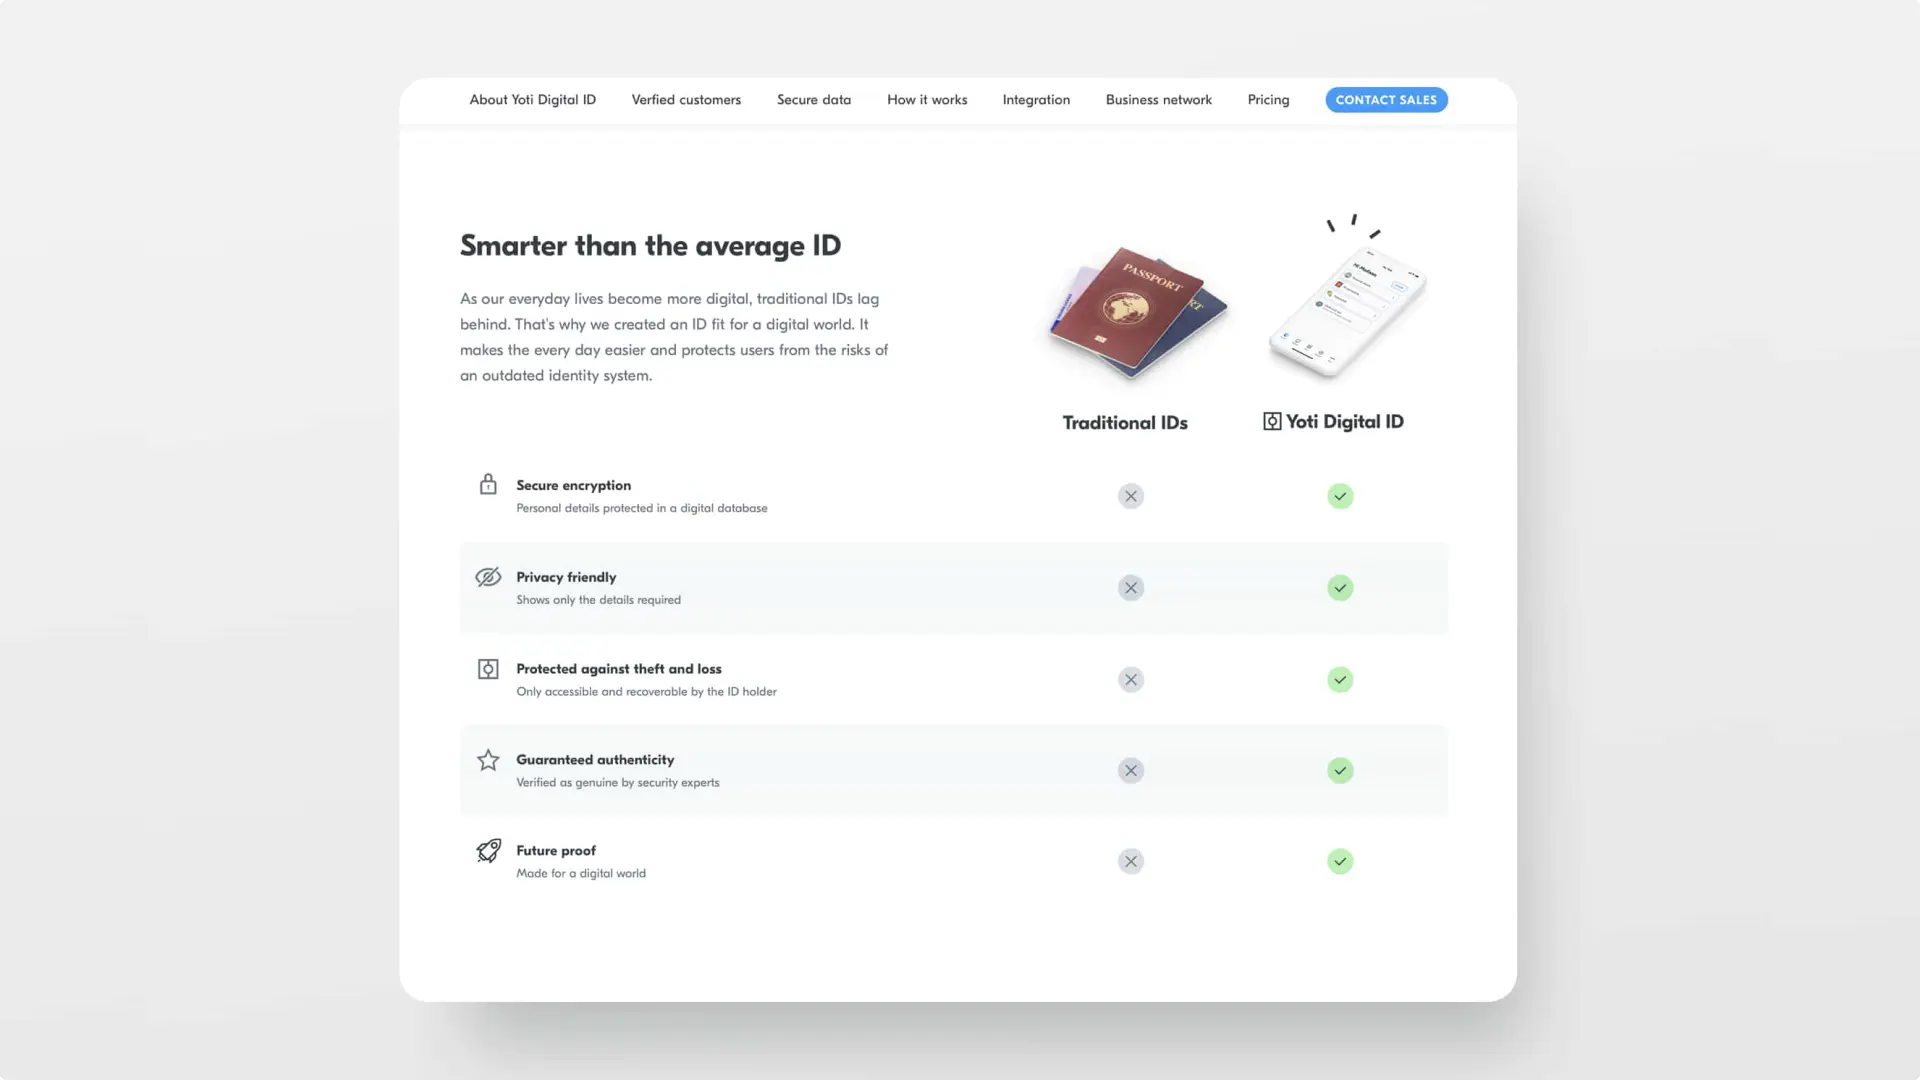 About Yoti Digital ID
Verfied customers
Secure data
How it works
Integration
Business network
Pricing
CONTACT SALES
Smarter than the average ID
As our everyday lives become more digital, traditional IDs lag
behind. That's why we created an ID fit for a digital world. It
makes the every day easier and protects users from the risks of
an outdated identity system.
PASSPORT
RT
Traditional IDs
Yoti Digital ID
Secure encryption
Personal details protected in a digital database
Privacy friendly
Shows only the details required
Protected against theft and loss
Only accessible and recoverable by the ID holder
Guaranteed authenticity
Verified as genuine by security experts
Future proof
Made for a digital world